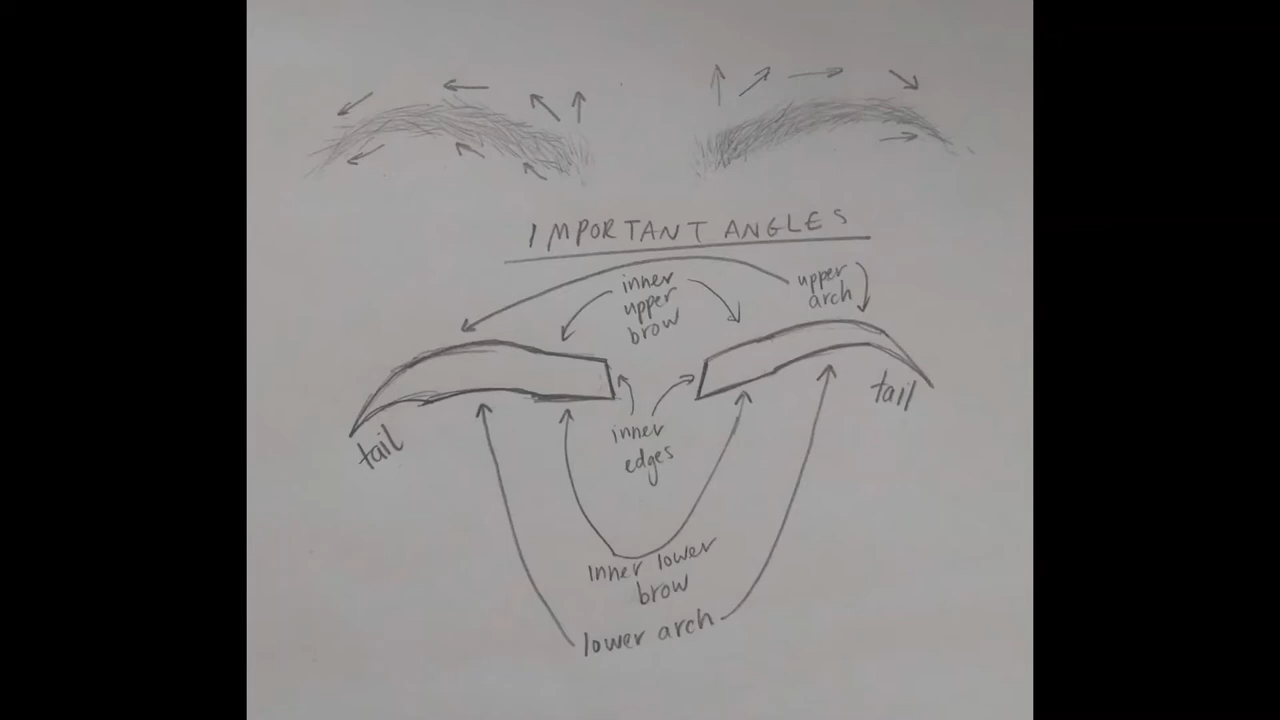 IMPORTANT ANGLES
inner
upper
brow
upper
arch
tail
tail
inner
edges
Inner lower
brow
lower arch